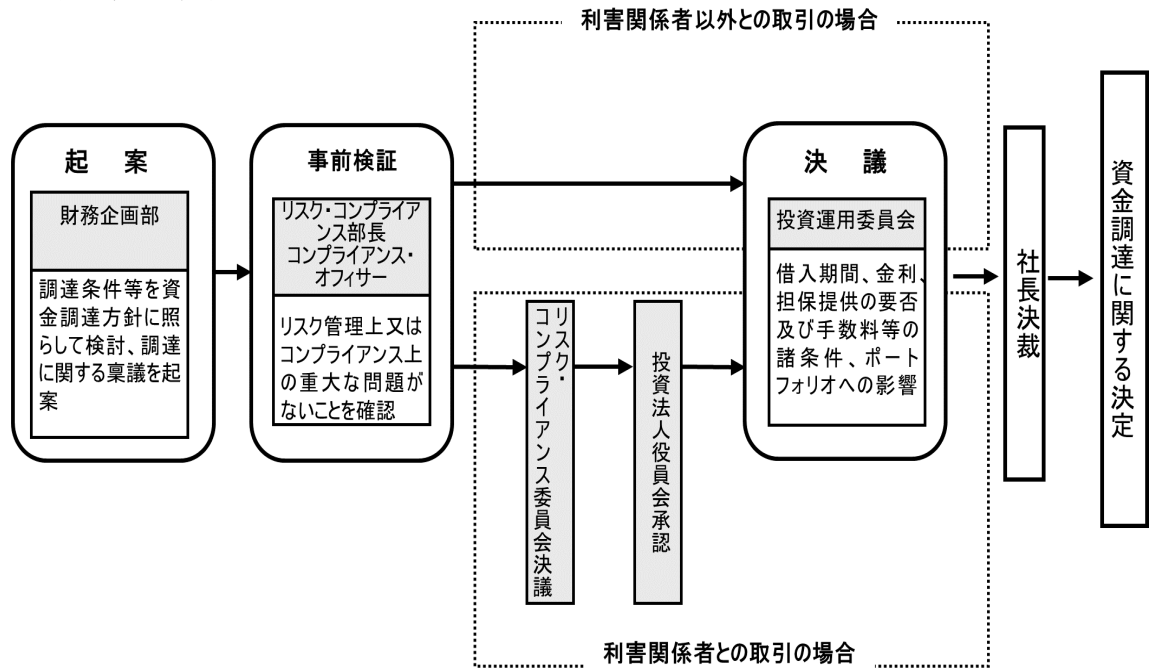 利害関係者以外との取引の場合
起　案
財務企画部
調達条件等を資
金調達方針に照
らして検討、調達
に関する稟議を起
案
事前検証
リスク・コンプライア
ンス部長
コンプライアンス・
オフィサー
リスク管理上又は
コンプライアンス上
の重大な問題が
ないことを確認
リスク・
コンプライアンス委員会決議
投資法人役員会承認
決　議
投資運用委員会
借入期間、金利、
担保提供の要否
及び手数料等の
諸条件、ポート
フォリオへの影響
社長決裁
資金調達に関する決定
利害関係者との取引の場合